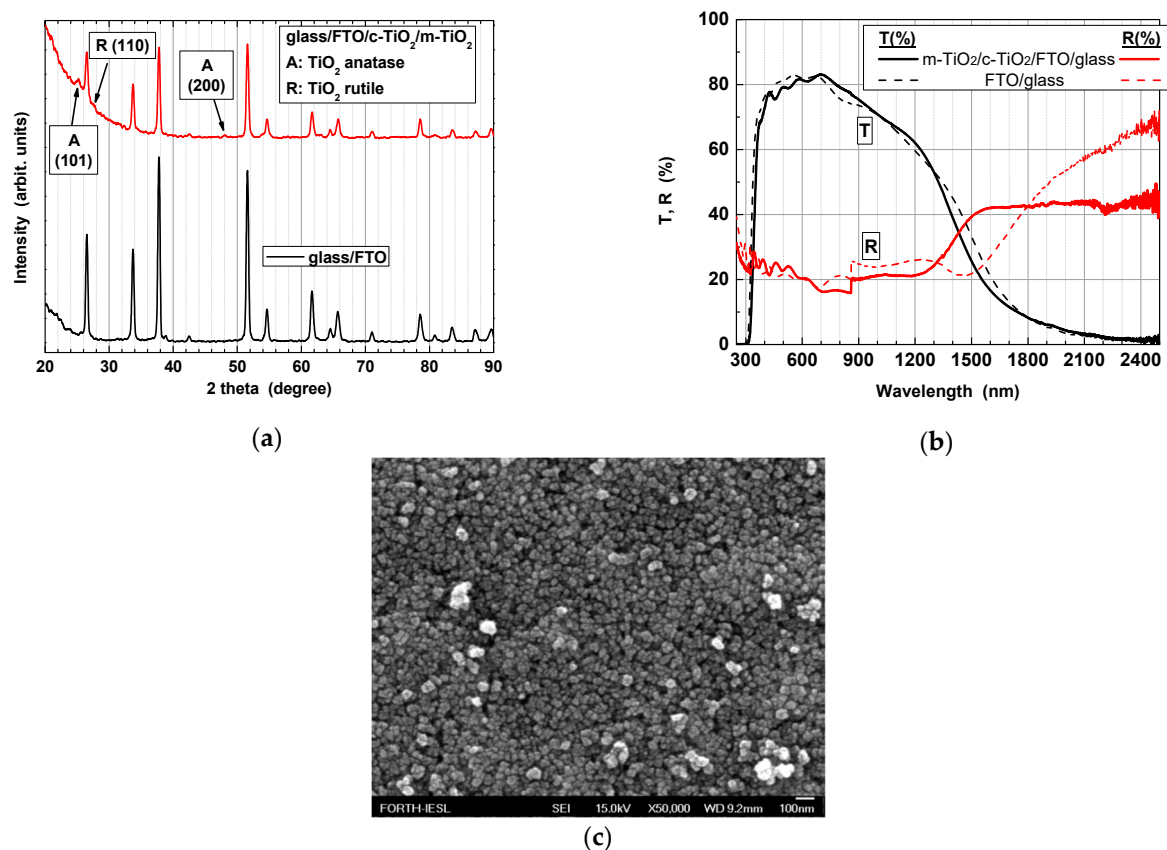 glass/FTO/c-TiO₂/m-TiO₂
A: TiO₂ anatase
R: TiO₂ rutile
R (110)
A
(200)
A
(101)
glass/FTO
Intensity (arbit. units)
20 30 40 50 60 70 80 90
2 theta (degree)
(a)
T(%) R(%)
m-TiO₂/c-TiO₂/FTO/glass
FTO/glass
T
R
T, R (%)
100
80
60
40
20
0
300 600 900 1200 1500 1800 2100 2400
Wavelength (nm)
(b)
FORTH-IESL SEI 15.0kV X50,000 WD 9.2mm 100nm
(c)